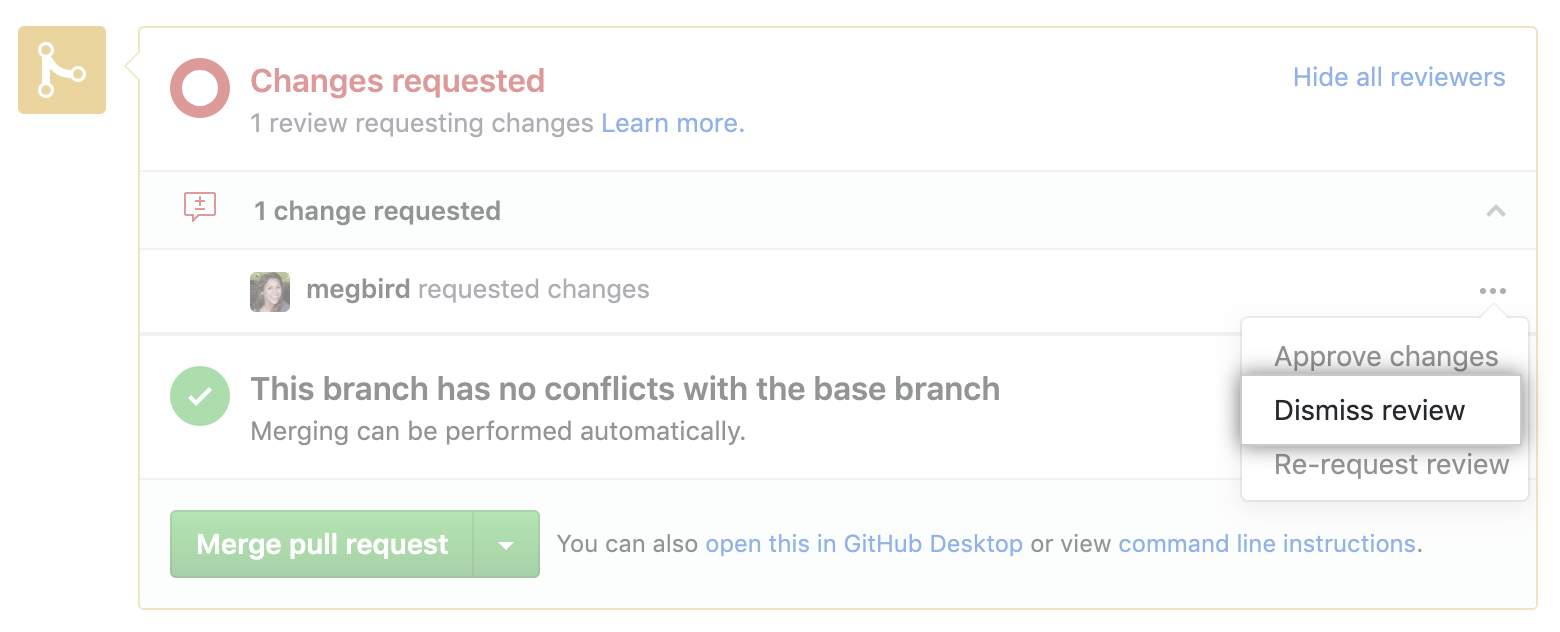 Changes requested
Hide all reviewers
1 review requesting changes Learn more.
1 change requested
megbird requested changes
Approve changes
Dismiss review
Re-request review
This branch has no conflicts with the base branch
Merging can be performed automatically.
Merge pull request
You can also open this in GitHub Desktop or view command line instructions.